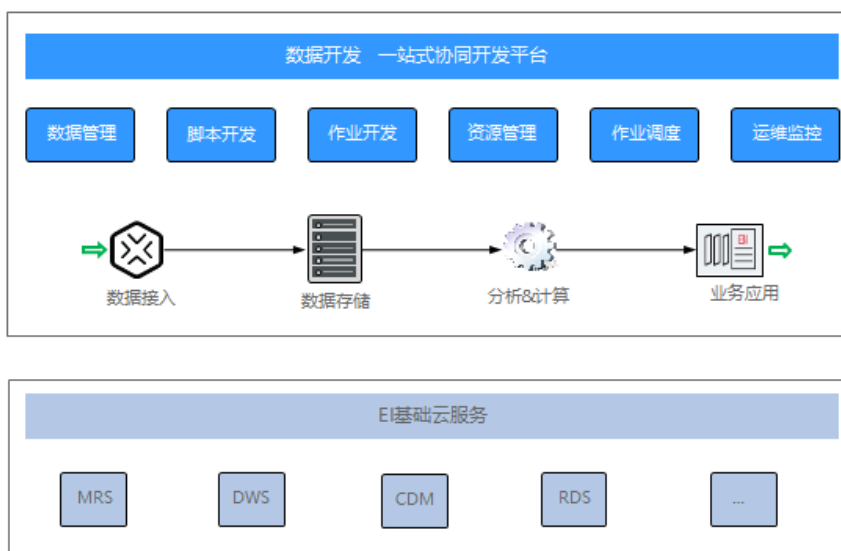 数据开发 一站式协同开发平台
数据管理 脚本开发 作业开发 资源管理 作业调度 运维监控
BI
数据接入 数据存储 分析&计算 业务应用
EI基础云服务
MRS DWS CDM RDS ...